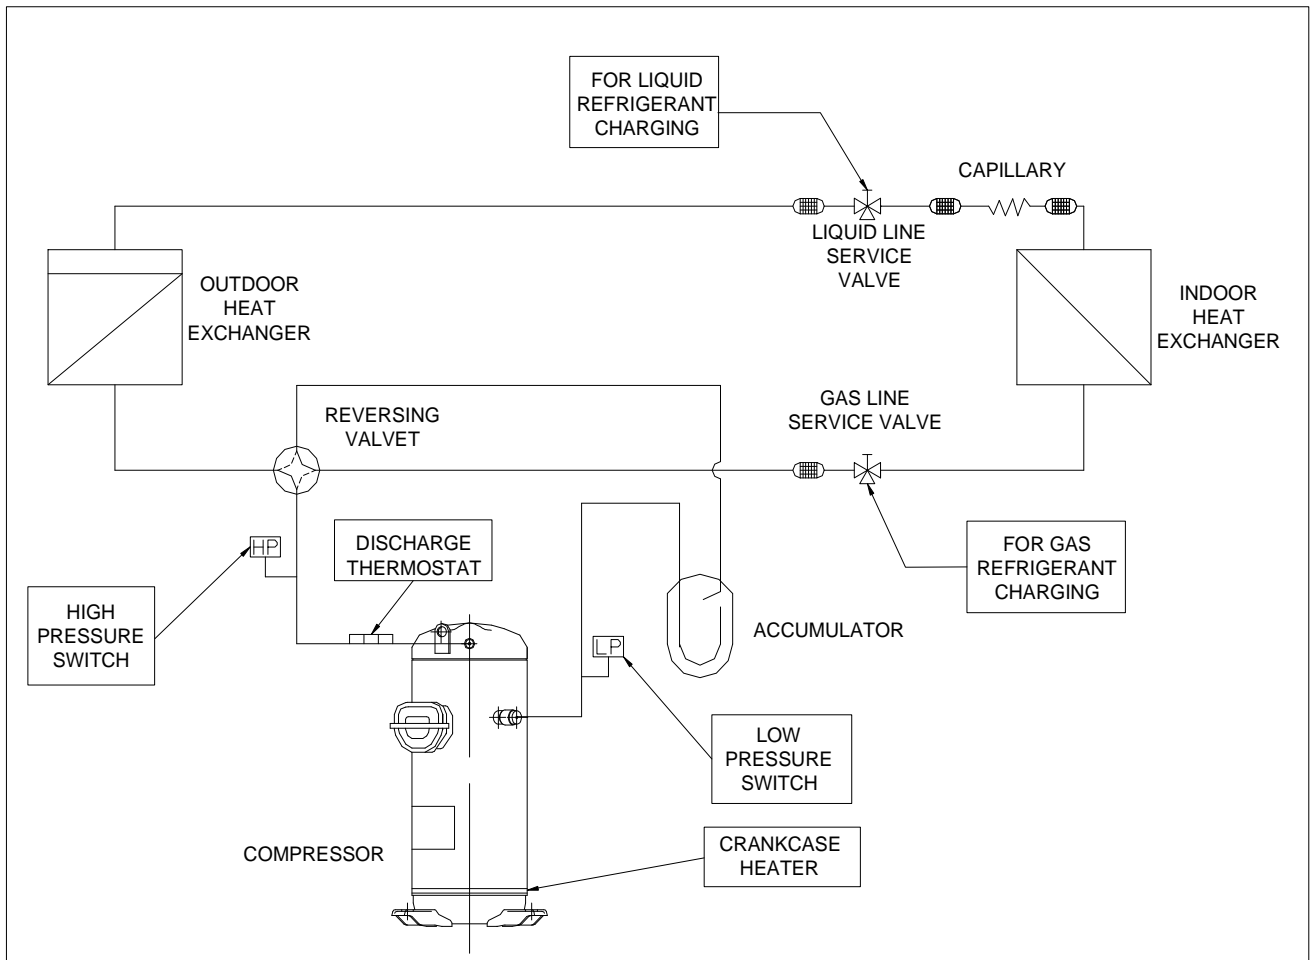 FOR LIQUID
REFRIGERANT
CHARGING
CAPILLARY
LIQUID LINE
SERVICE
VALVE
OUTDOOR
HEAT
EXCHANGER
INDOOR
HEAT
EXCHANGER
REVERSING
VALVET
GAS LINE
SERVICE VALVE
HP
DISCHARGE
THERMOSTAT
FOR GAS
REFRIGERANT
CHARGING
HIGH
PRESSURE
SWITCH
LP
ACCUMULATOR
LOW
PRESSURE
SWITCH
COMPRESSOR
CRANKCASE
HEATER